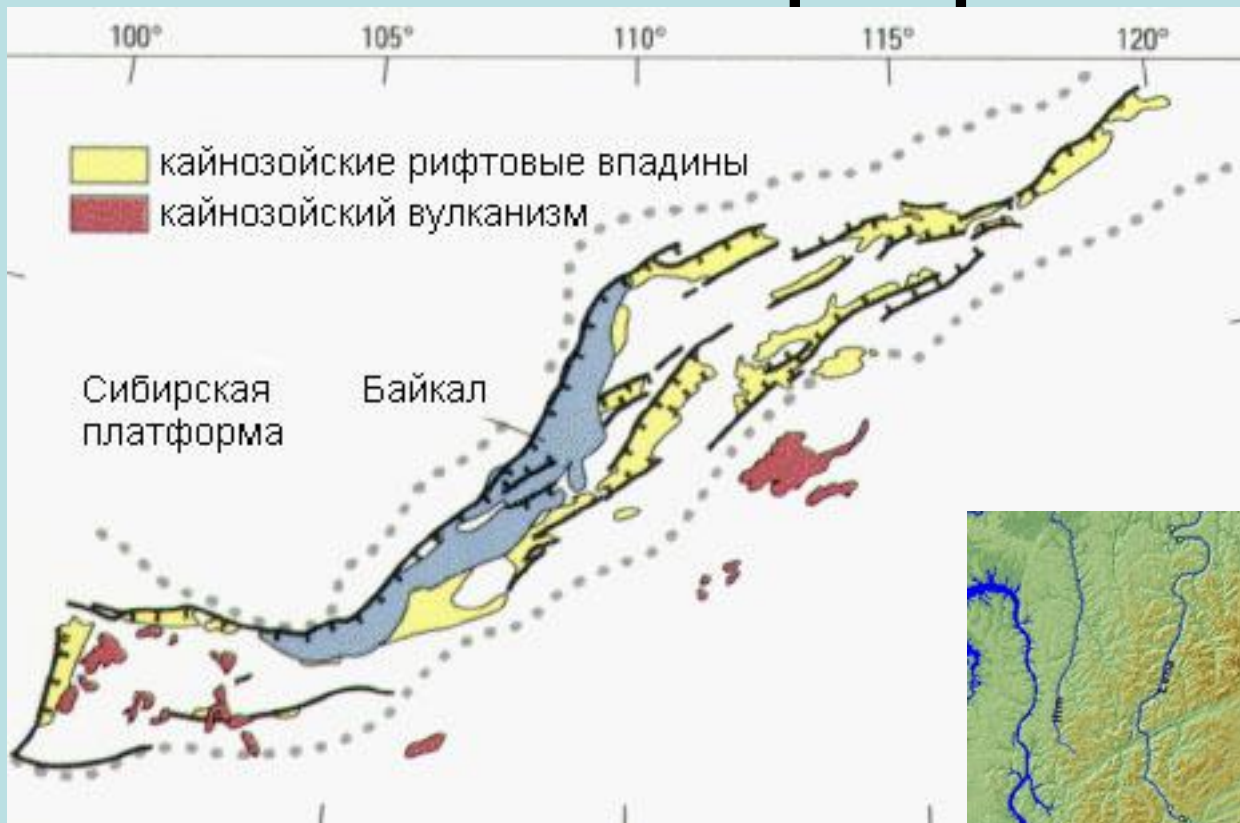 100° 105° 110° 115° 120°
кайнозойские рифтовые впадины
кайнозойский вулканизм
Сибирская
платформа
Байкал